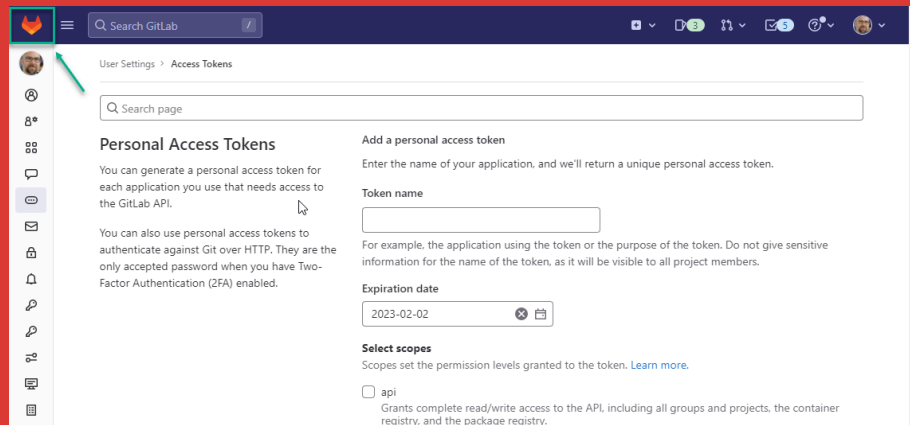 Search GitLab /
3
5
User Settings > Access Tokens
Search page
Personal Access Tokens
You can generate a personal access token for
each application you use that needs access to
the GitLab API.
You can also use personal access tokens to
authenticate against Git over HTTP. They are the
only accepted password when you have Two-
Factor Authentication (2FA) enabled.
Add a personal access token
Enter the name of your application, and we'll return a unique personal access token.
Token name
For example, the application using the token or the purpose of the token. Do not give sensitive
information for the name of the token, as it will be visible to all project members.
Expiration date
2023-02-02
Select scopes
Scopes set the permission levels granted to the token. Learn more.
api
Grants complete read/write access to the API, including all groups and projects, the container
registry, and the package registry.